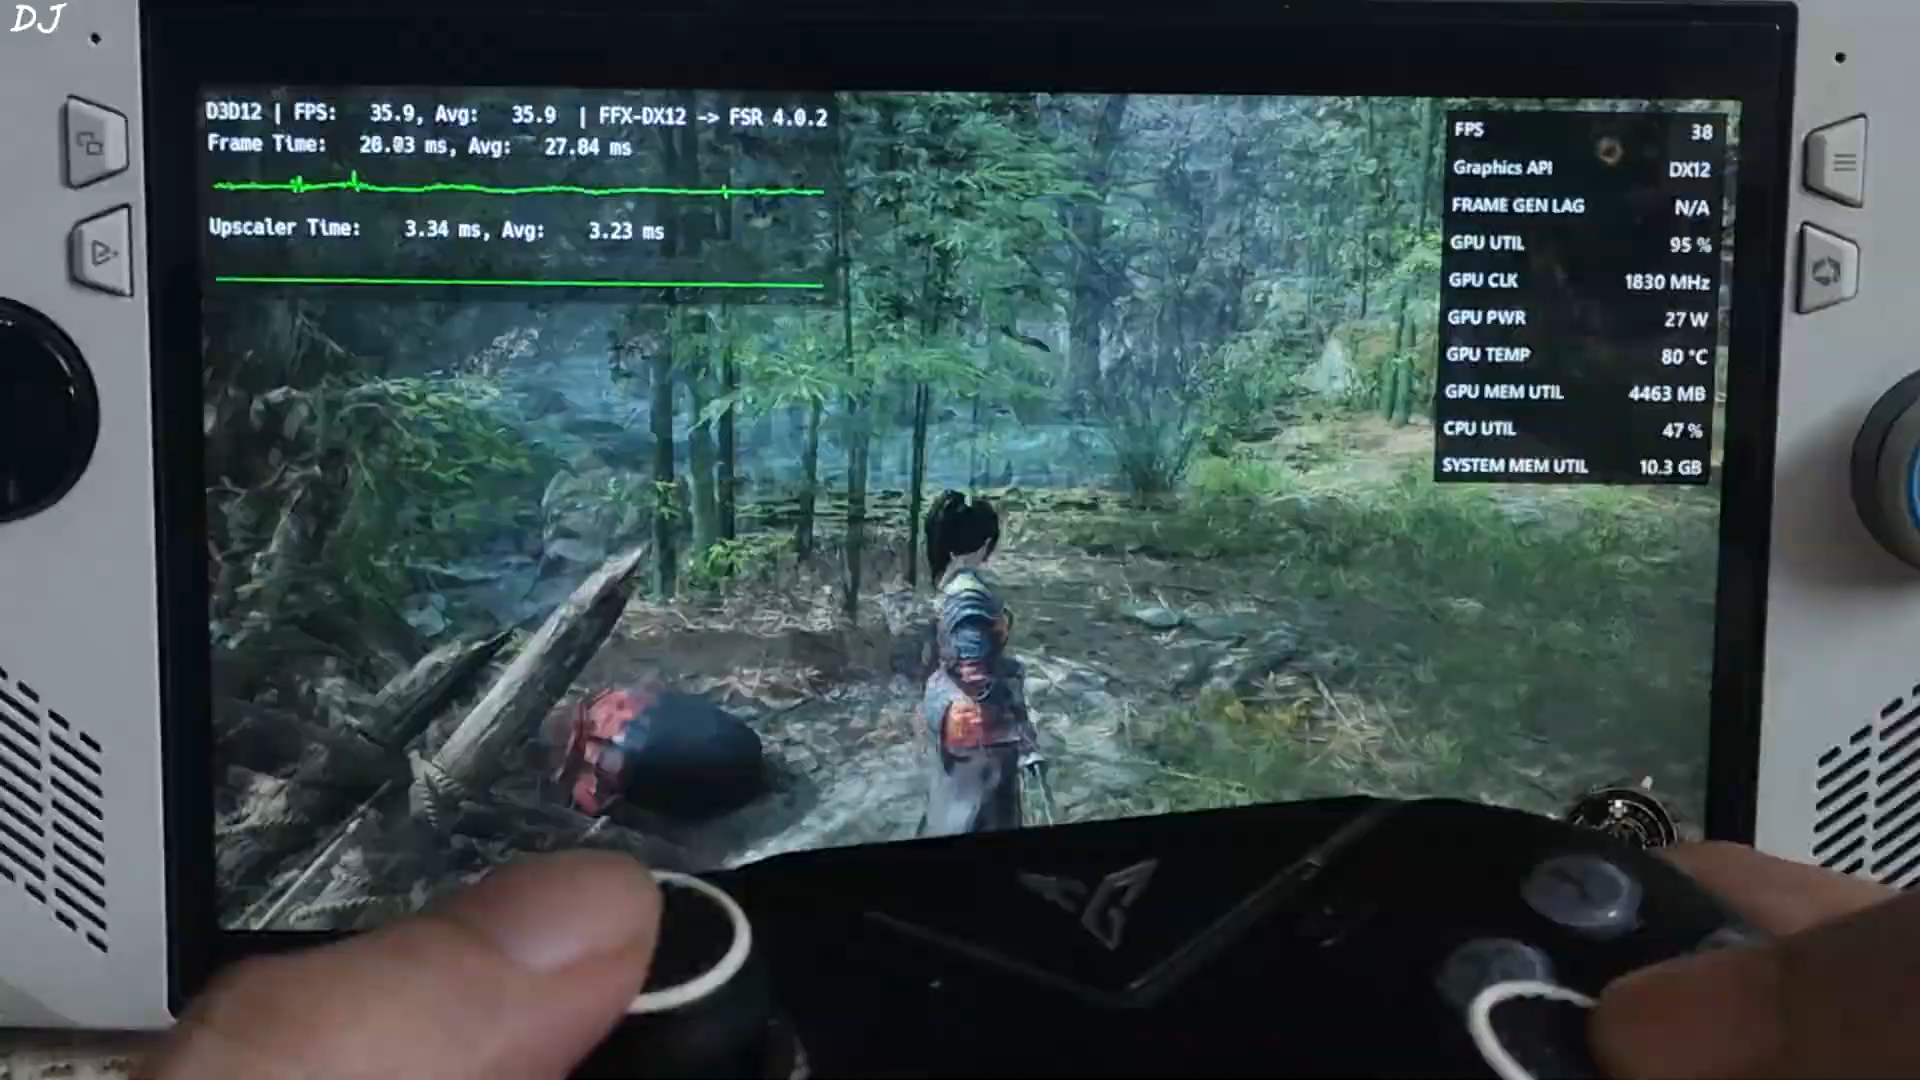 DJ
D3D12 | FPS: 35.9, Avg: 35.9 | FFX-DX12 -> FSR 4.0.2
Frame Time: 28.03 ms, Avg: 27.84 ms
Upscaler Time: 3.34 ms, Avg: 3.23 ms
FPS 38
Graphics API DX12
FRAME GEN LAG N/A
GPU UTIL 95 %
GPU CLK 1830 MHz
GPU PWR 27 W
GPU TEMP 80 °C
GPU MEM UTIL 4463 MB
CPU UTIL 47 %
SYSTEM MEM UTIL 10.3 GB